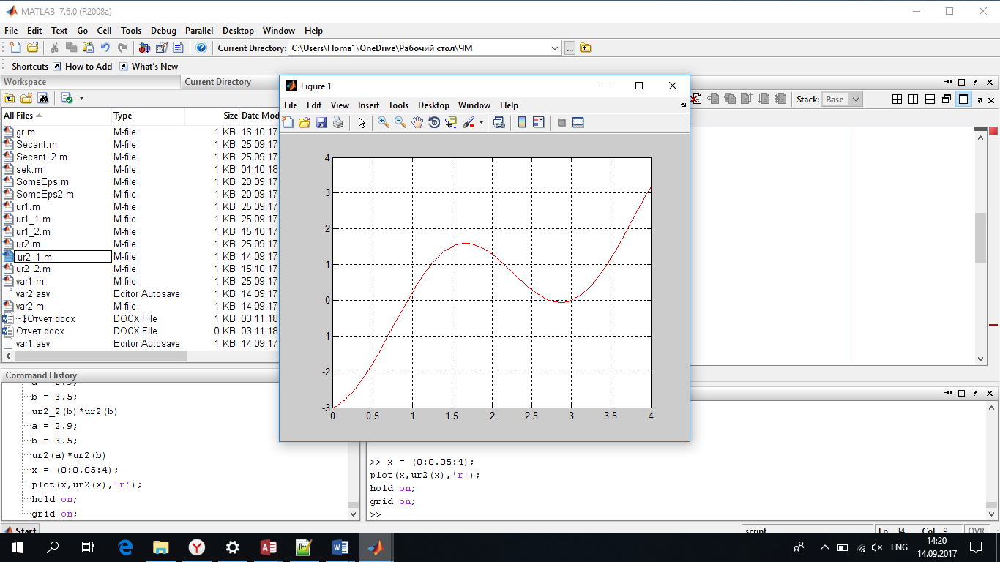 MATLAB 7.6.0 (R2008a)
File Edit Text Go Cell Tools Debug Parallel Desktop Window Help
Current Directory: C:\Users\Homa1\OneDrive\Рабочий стол\ЧМ
Shortcuts How to Add What's New
Workspace Current Directory
Stack: Base
All Files Type Size Date Mod
gr.m M-file 1 KB 16.10.17
Secant.m M-file 1 KB 25.09.17
Secant_2.m M-file 1 KB 25.09.17
sek.m M-file 1 KB 01.10.18
SomeEps.m M-file 1 KB 20.09.17
SomeEps2.m M-file 1 KB 20.09.17
ur1.m M-file 1 KB 25.09.17
ur1_1.m M-file 1 KB 25.09.17
ur1_2.m M-file 1 KB 15.10.17
ur2.m M-file 1 KB 25.09.17
ur2_1.m M-file 1 KB 14.09.17
ur2_2.m M-file 1 KB 15.10.17
var1.m M-file 1 KB 25.09.17
var2.asv Editor Autosave 1 KB 14.09.17
var2.m M-file 1 KB 14.09.17
~$Отчет.docx DOCX File 1 KB 03.11.18
Отчет.docx DOCX File 0 KB 03.11.18
var1.asv Editor Autosave 1 KB 14.09.17
Figure 1
File Edit View Insert Tools Desktop Window Help
4
3
2
1
0
-1
-2
-3
0 0.5 1 1.5 2 2.5 3 3.5 4
Command History
b = 3.5;
ur2_2(b)*ur2(b)
a = 2.9;
b = 3.5;
ur2(a)*ur2(b)
x = (0:0.05:4);
plot(x,ur2(x),'r');
hold on;
grid on;
>> x = (0:0.05:4);
plot(x,ur2(x),'r');
hold on;
grid on;
>>
Start
script Ln 34 Col 9 OVR
ENG
14:20
14.09.2017